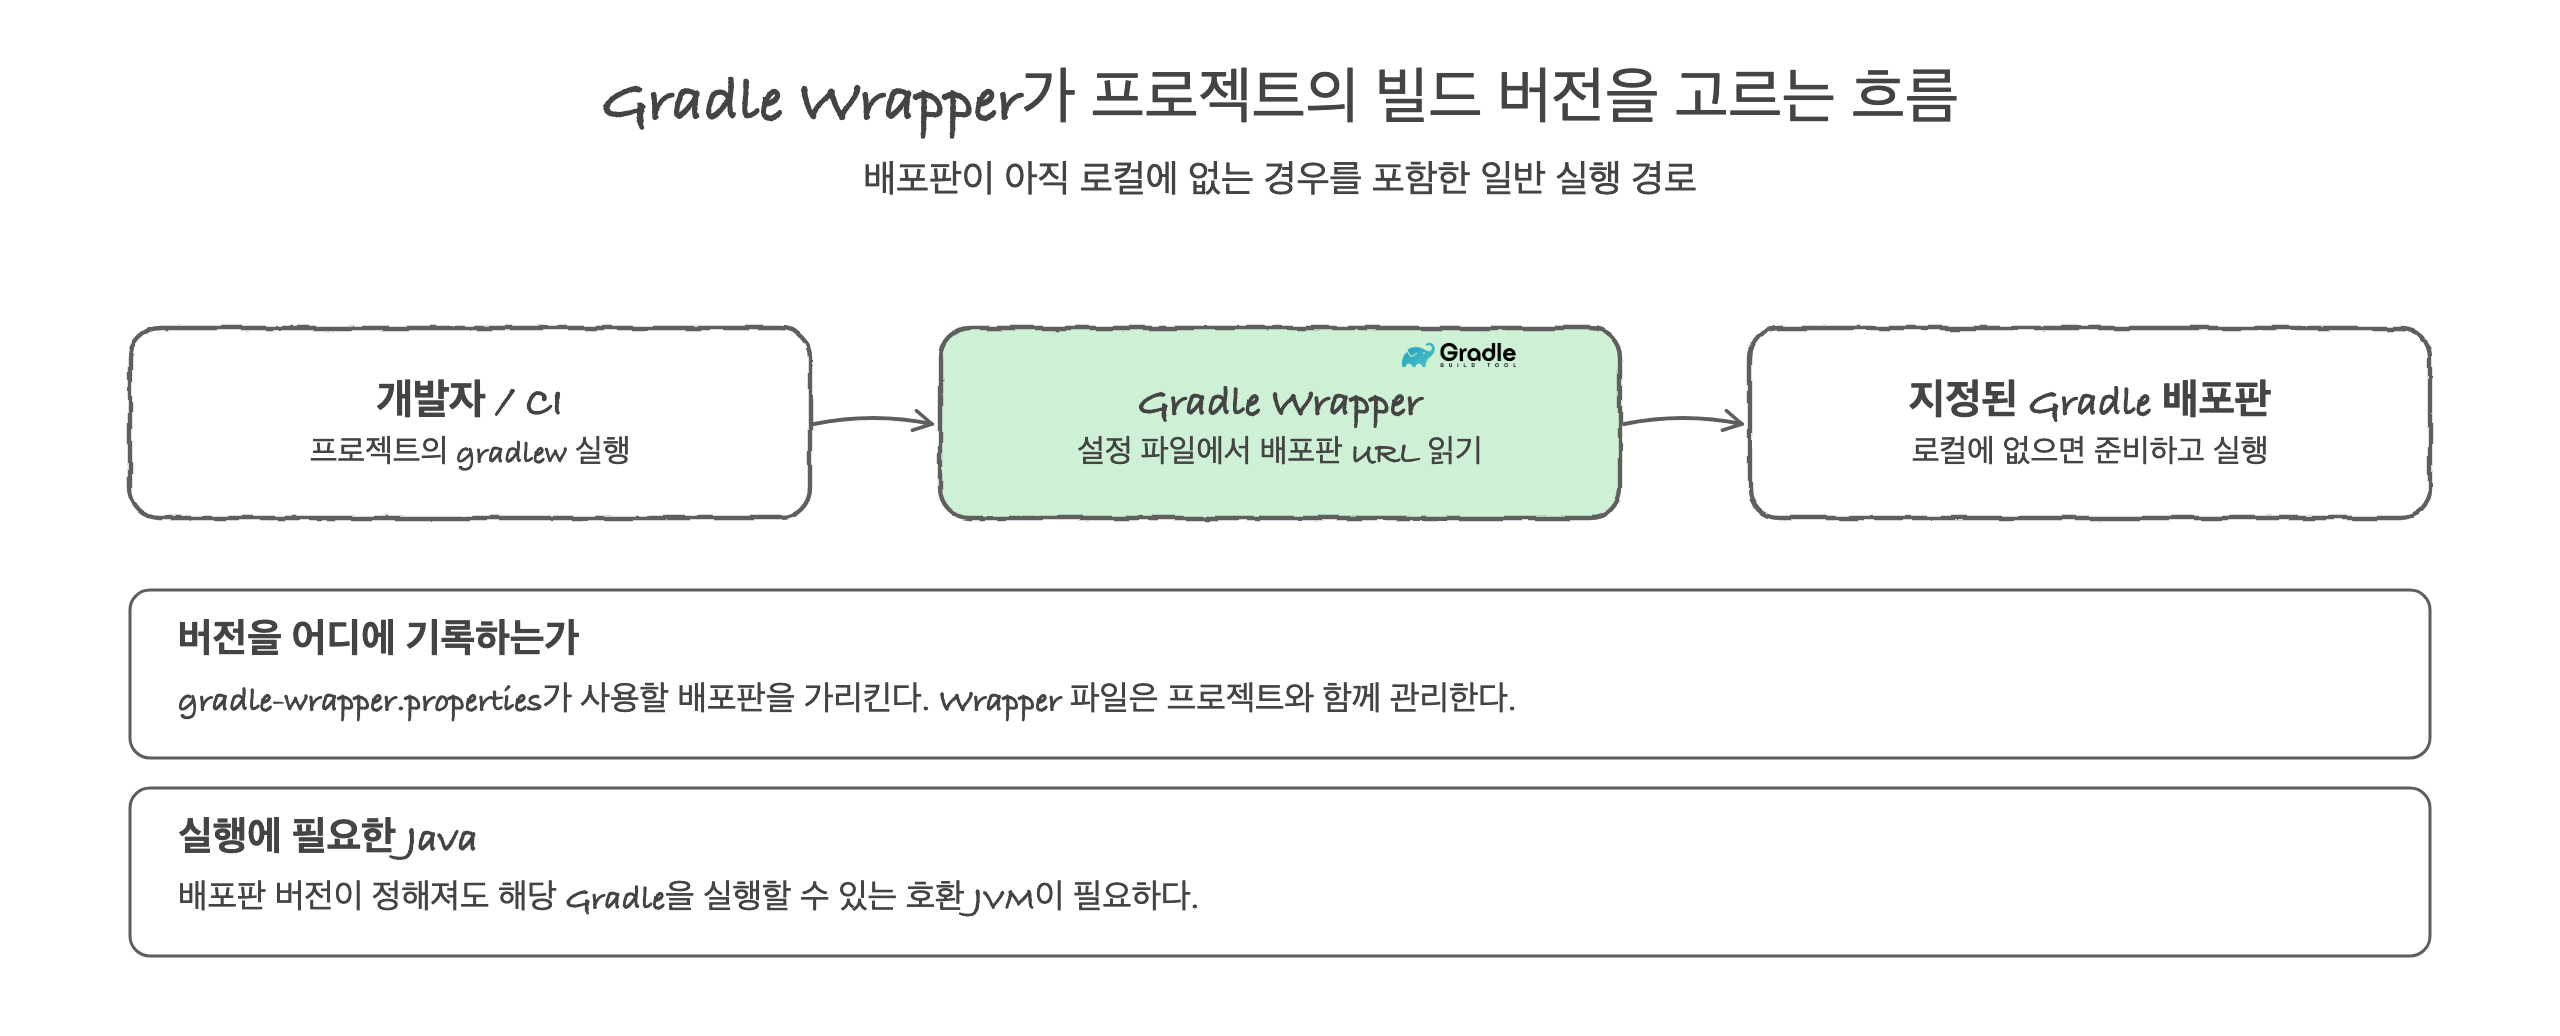 Gradle Wrapper가 프로젝트의 빌드 버전을 고르는 흐름
배포판이 아직 로컬에 없는 경우를 포함한 일반 실행 경로
개발자 / CI
프로젝트의 gradlew 실행
Gradle
BUILD TOOL
Gradle Wrapper
설정 파일에서 배포판 URL 읽기
지정된 Gradle 배포판
로컬에 없으면 준비하고 실행
버전을 어디에 기록하는가
gradle-wrapper.properties가 사용할 배포판을 가리킨다. Wrapper 파일은 프로젝트와 함께 관리한다.
실행에 필요한 Java
배포판 버전이 정해져도 해당 Gradle을 실행할 수 있는 호환 JVM이 필요하다.